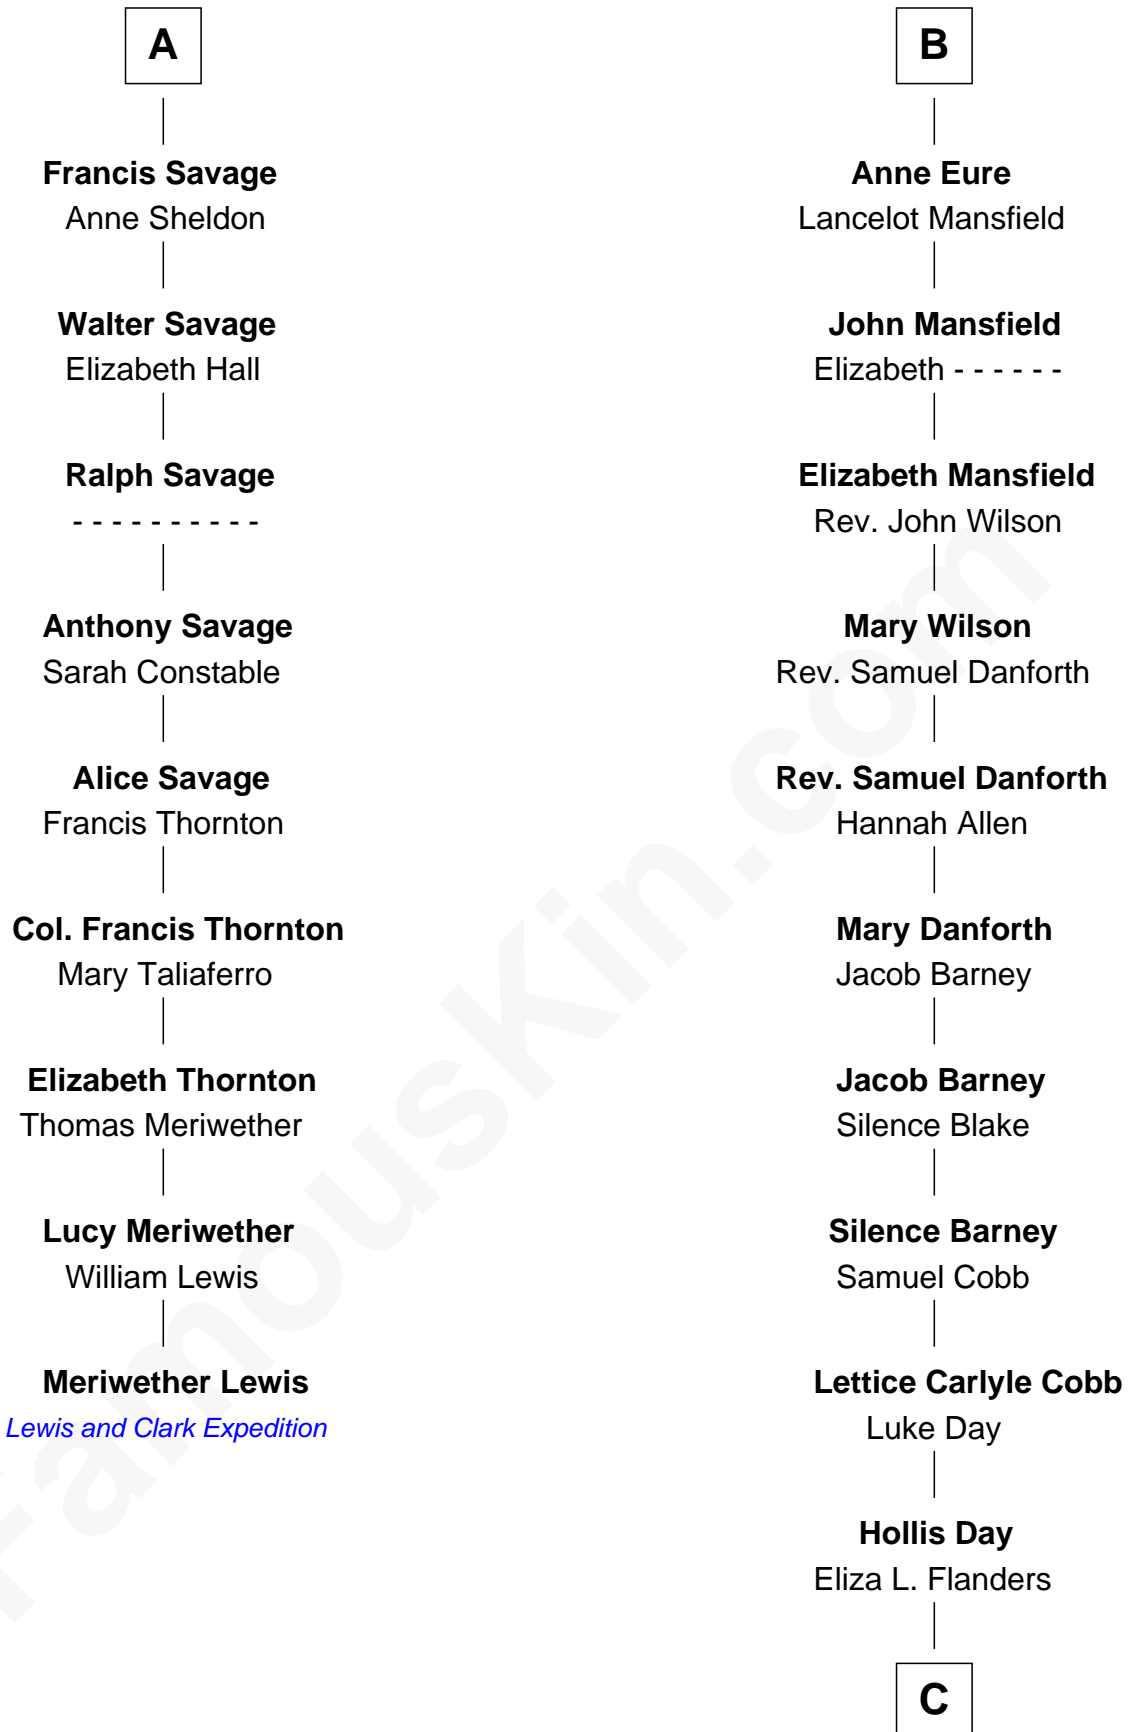 A
Francis Savage
Anne Sheldon
Walter Savage
Elizabeth Hall
Ralph Savage
- - - - - - - - - -
Anthony Savage
Sarah Constable
Alice Savage
Francis Thornton
Col. Francis Thornton
Mary Taliaferro
Elizabeth Thornton
Thomas Meriwether
Lucy Meriwether
William Lewis
Meriwether Lewis
Lewis and Clark Expedition
B
Anne Eure
Lancelot Mansfield
John Mansfield
Elizabeth - - - - - -
Elizabeth Mansfield
Rev. John Wilson
Mary Wilson
Rev. Samuel Danforth
Rev. Samuel Danforth
Hannah Allen
Mary Danforth
Jacob Barney
Jacob Barney
Silence Blake
Silence Barney
Samuel Cobb
Lettice Carlyle Cobb
Luke Day
Hollis Day
Eliza L. Flanders
C
FamousKin.com